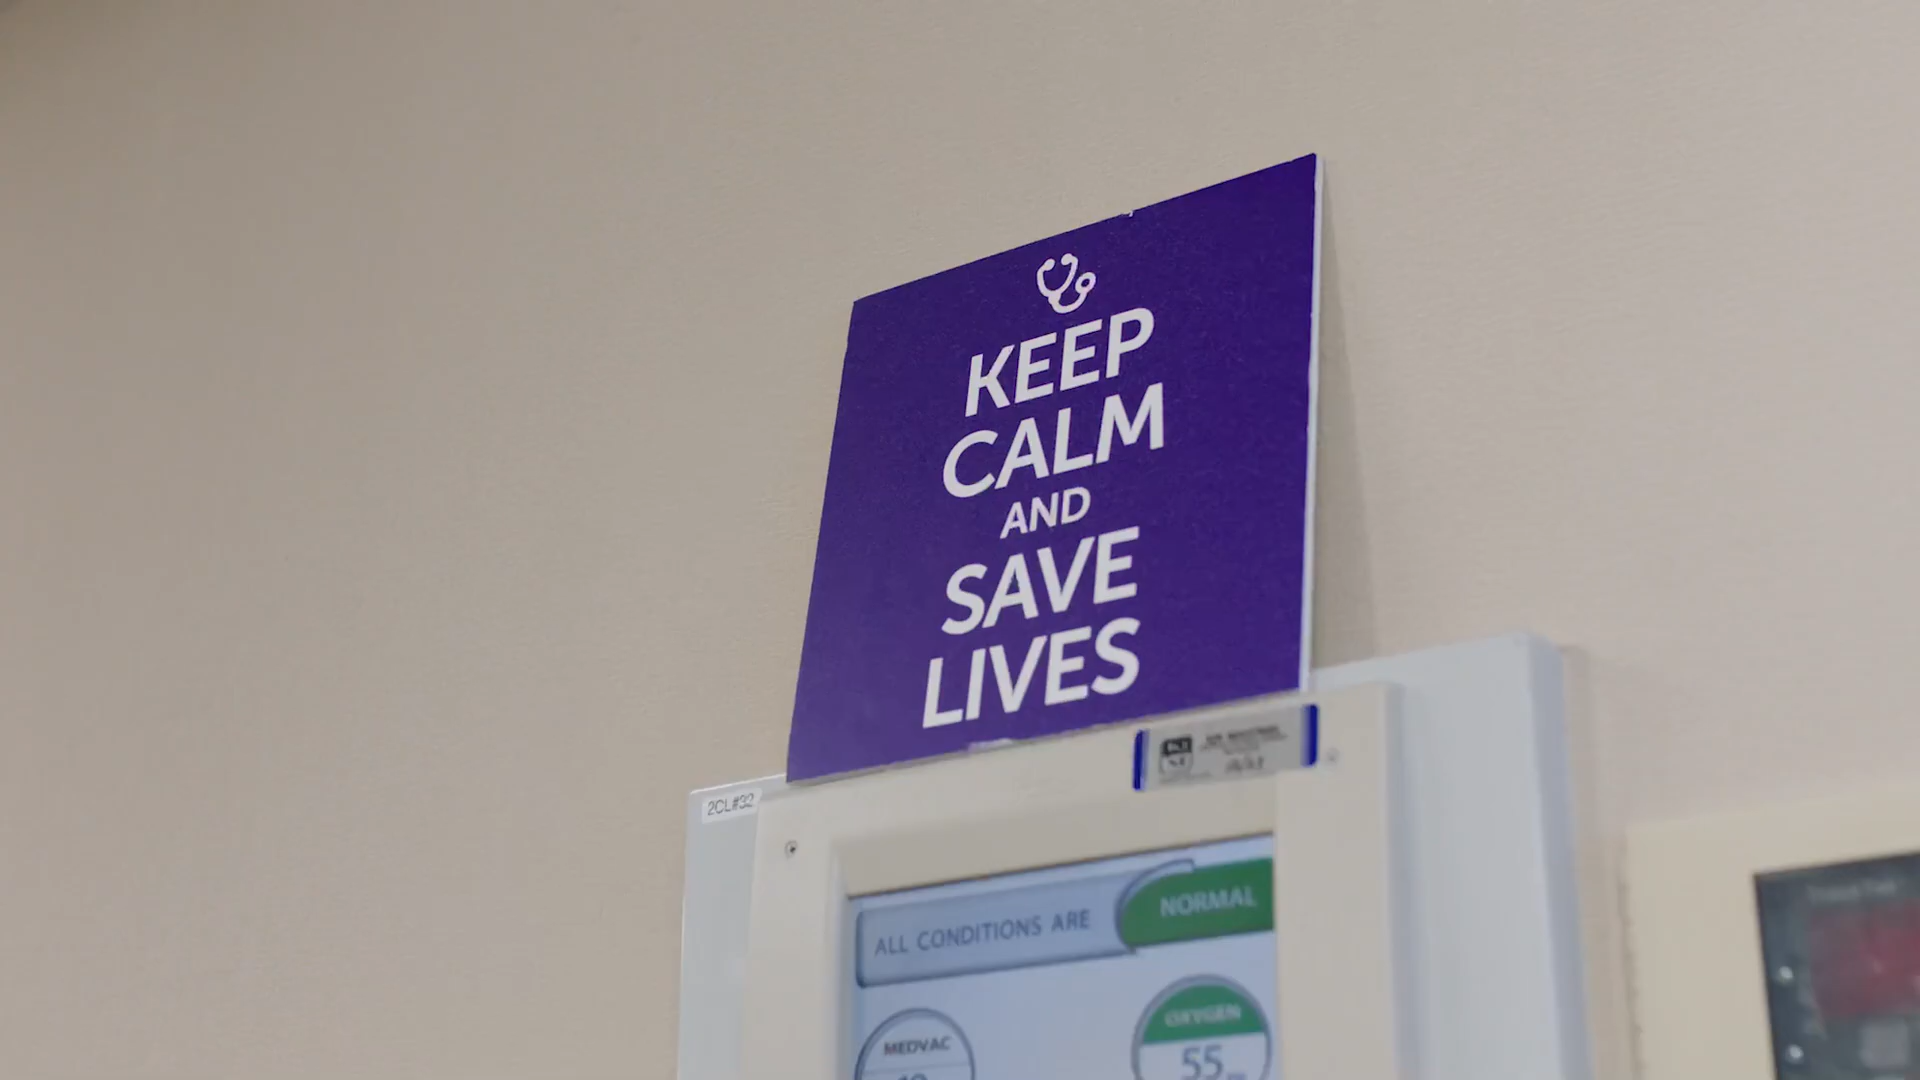 KEEP
CALM
AND
SAVE
LIVES
2CL#32
ALL CONDITIONS ARE NORMAL
MEDVAC
OXYGEN
55